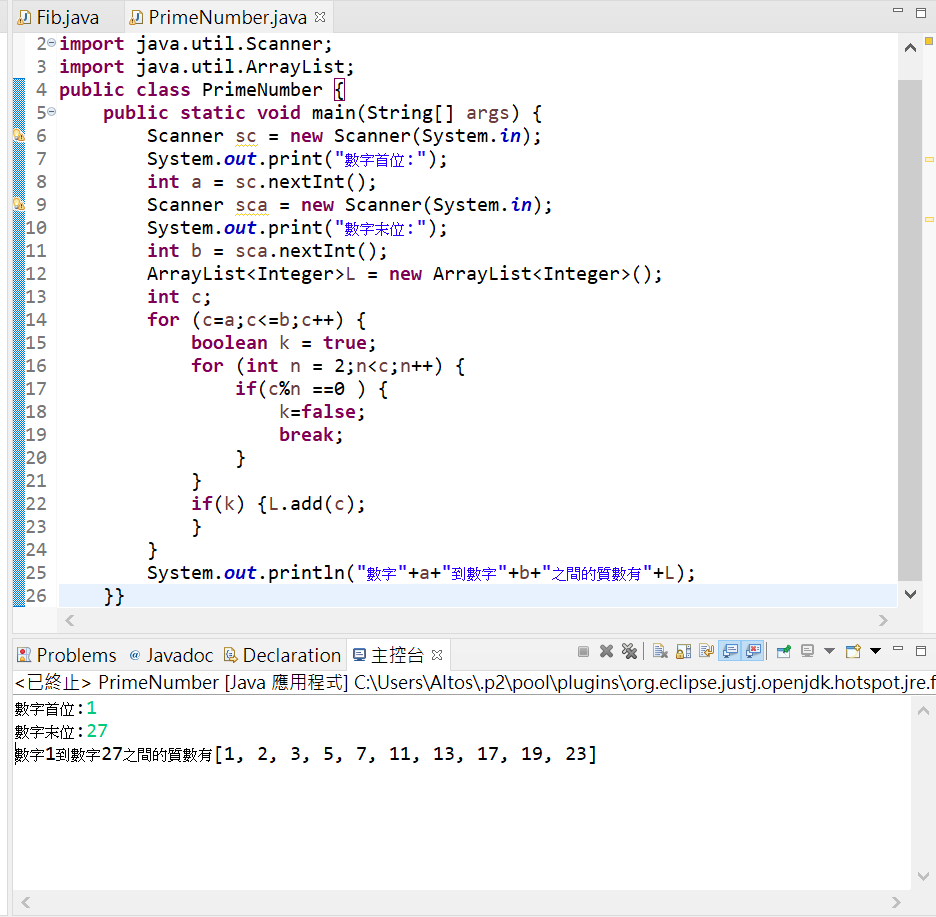 Fib.java PrimeNumber.java
2 import java.util.Scanner;
3 import java.util.ArrayList;
4 public class PrimeNumber {
5     public static void main(String[] args) {
6         Scanner sc = new Scanner(System.in);
7         System.out.print("數字首位:");
8         int a = sc.nextInt();
9         Scanner sca = new Scanner(System.in);
10         System.out.print("數字末位:");
11         int b = sca.nextInt();
12         ArrayList<Integer>L = new ArrayList<Integer>();
13         int c;
14         for (c=a;c<=b;c++) {
15             boolean k = true;
16             for (int n = 2;n<c;n++) {
17                 if(c%n ==0 ) {
18                     k=false;
19                     break;
20                 }
21             }
22             if(k) {L.add(c);
23             }
24         }
25         System.out.println("數字"+a+"到數字"+b+"之間的質數有"+L);
26     }}
Problems @ Javadoc Declaration 主控台
<已終止> PrimeNumber [Java 應用程式] C:\Users\Altos\.p2\pool\plugins\org.eclipse.justj.openjdk.hotspot.jre.f
數字首位:1
數字末位:27
數字1到數字27之間的質數有[1, 2, 3, 5, 7, 11, 13, 17, 19, 23]